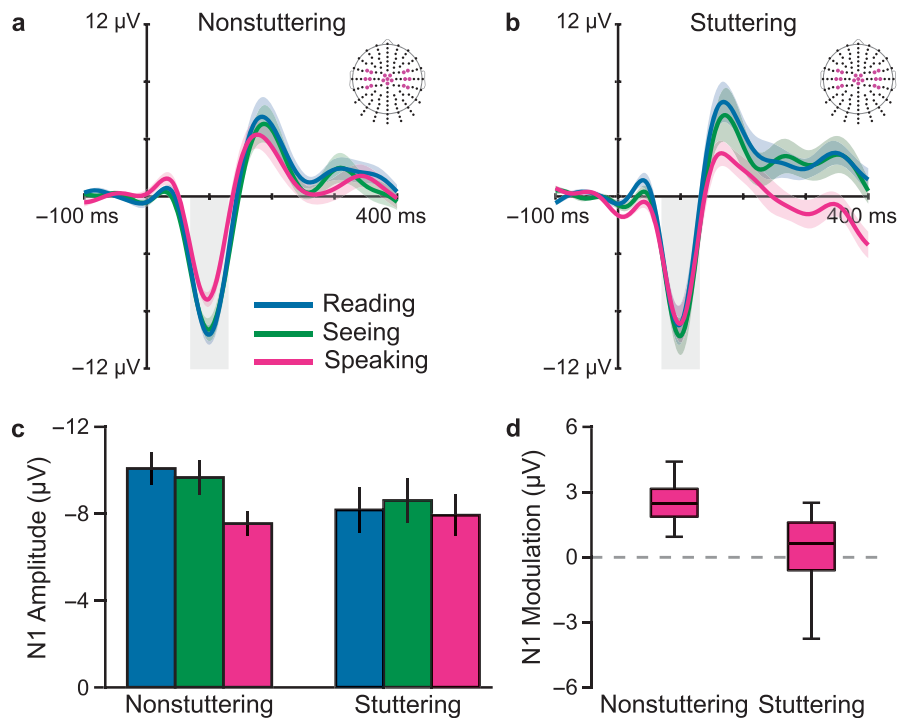 a
Nonstuttering
12 µV
−100 ms
400 ms
−12 µV
Reading
Seeing
Speaking
b
Stuttering
12 µV
−100 ms
400 ms
−12 µV
c
N1 Amplitude (µV)
−12
−8
−4
0
Nonstuttering
Stuttering
d
N1 Modulation (µV)
6
3
0
−3
−6
Nonstuttering
Stuttering